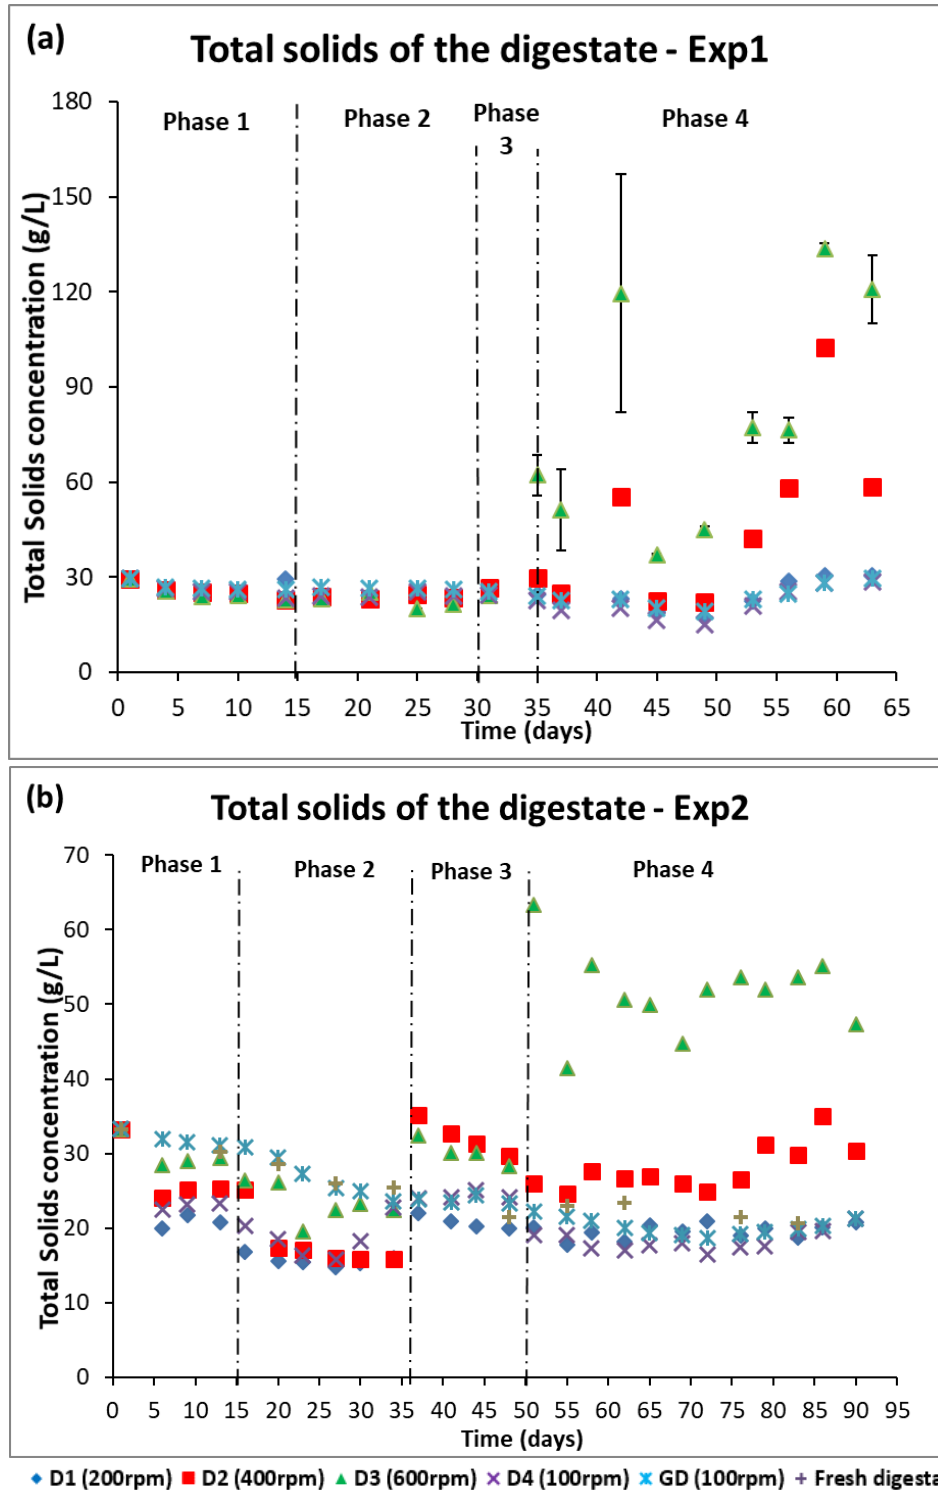 (a)
Total solids of the digestate - Exp1
Total Solids concentration (g/L)
180
150
120
90
60
30
0
Phase 1
Phase 2
Phase
3
Phase 4
0 5 10 15 20 25 30 35 40 45 50 55 60 65
Time (days)
(b)
Total solids of the digestate - Exp2
Total Solids concentration (g/L)
70
60
50
40
30
20
10
0
Phase 1
Phase 2
Phase 3
Phase 4
0 5 10 15 20 25 30 35 40 45 50 55 60 65 70 75 80 85 90 95
Time (days)
D1 (200rpm) D2 (400rpm) D3 (600rpm) D4 (100rpm) GD (100rpm) Fresh digesta